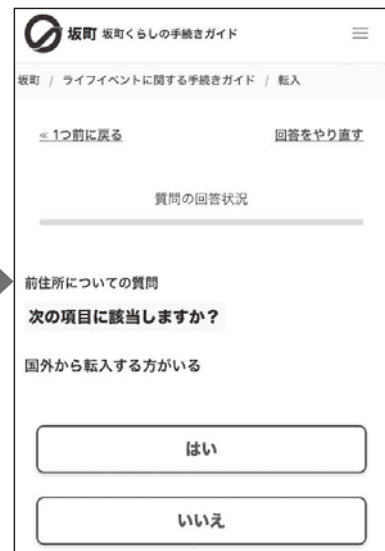 坂町 坂町くらしの手続きガイド
坂町 / ライフイベントに関する手続きガイド / 転入
≪ 1つ前に戻る 回答をやり直す
質問の回答状況
前住所についての質問
次の項目に該当しますか？
国外から転入する方がいる
はい
いいえ